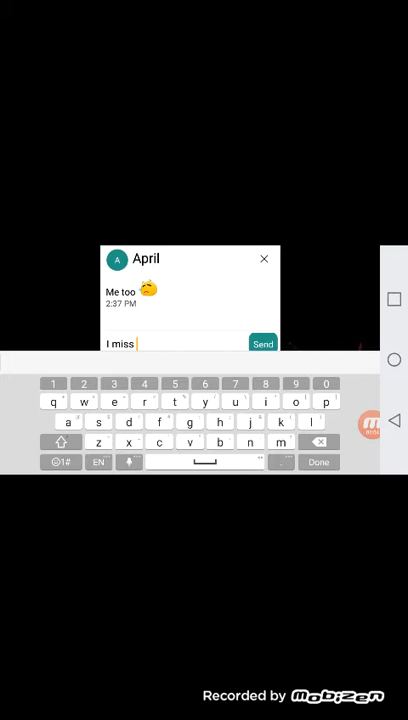 A April
Me too
2:37 PM
I miss
Send
1 2 3 4 5 6 7 8 9 0
q w e r t y u i o p
a s d f g h j k l
z x c v b n m
1# EN . Done
Recorded by Mobizen